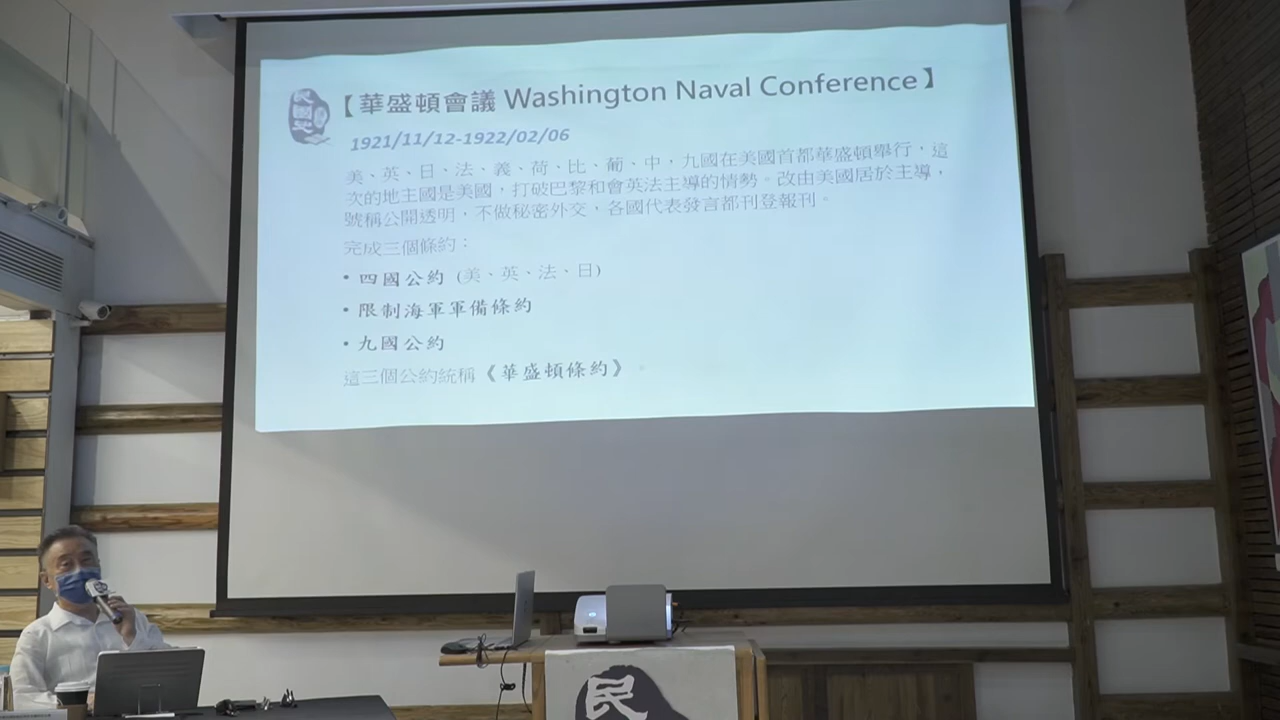 【華盛頓會議 Washington Naval Conference】
1921/11/12-1922/02/06
美、英、日、法、義、荷、比、葡、中，九國在美國首都華盛頓舉行，這
次的地主國是美國，打破巴黎和會英法主導的情勢。改由美國居於主導，
號稱公開透明，不做秘密外交，各國代表發言都刊登報刊。
完成三個條約：
• 四國公約 (美、英、法、日)
• 限制海軍軍備條約
• 九國公約
這三個公約統稱《華盛頓條約》
民